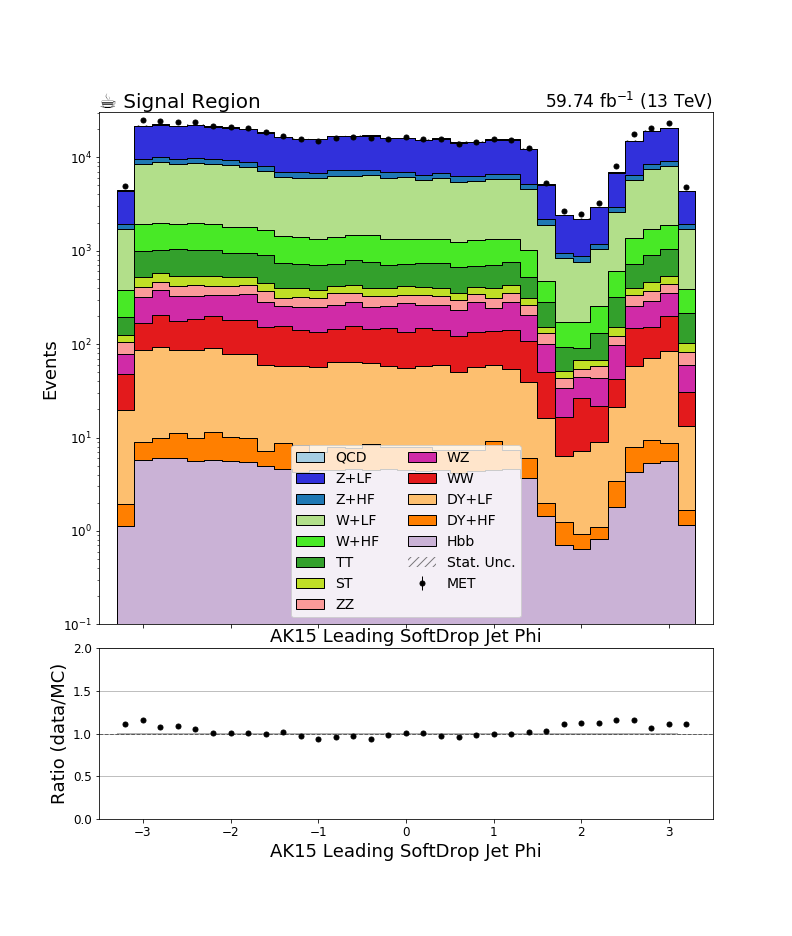 ☕ Signal Region
59.74 fb⁻¹ (13 TeV)
Events
10⁴
10³
10²
10¹
10⁰
10⁻¹
QCD
Z+LF
Z+HF
W+LF
W+HF
TT
ST
ZZ
WZ
WW
DY+LF
DY+HF
Hbb
Stat. Unc.
MET
AK15 Leading SoftDrop Jet Phi
Ratio (data/MC)
2.0
1.5
1.0
0.5
0.0
−3 −2 −1 0 1 2 3
AK15 Leading SoftDrop Jet Phi